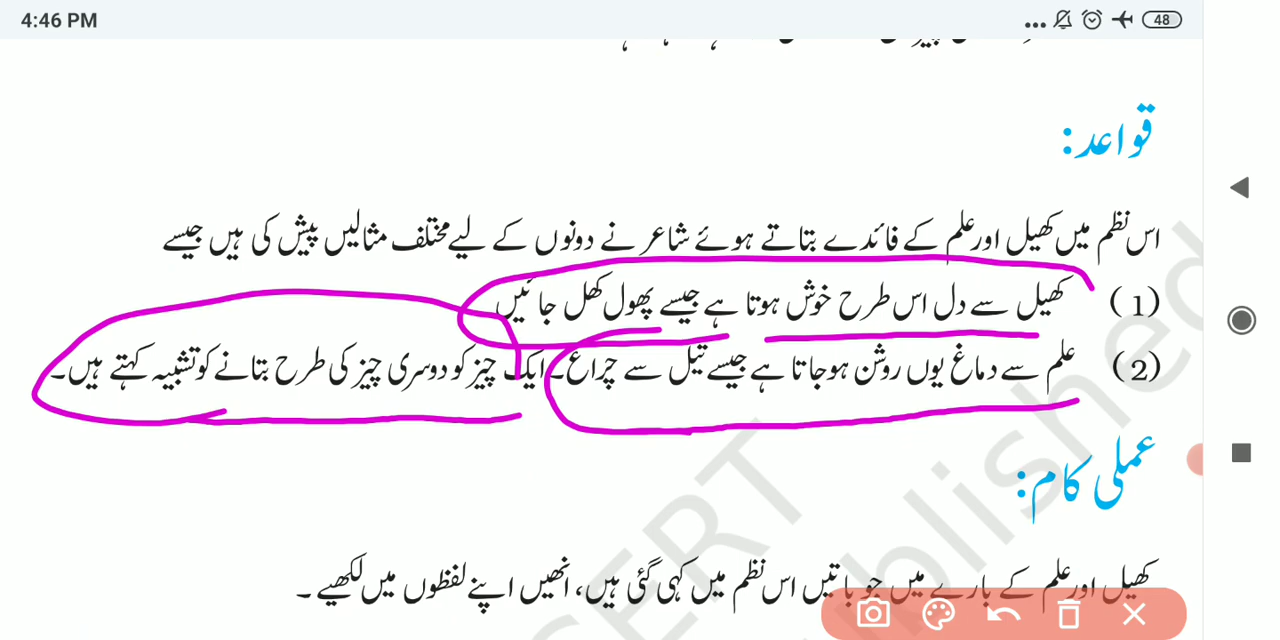 4:46 PM
48
قواعد:
اس نظم میں کھیل اور علم کے فائدے بتاتے ہوئے شاعر نے دونوں کے لیے مختلف مثالیں پیش کی ہیں جیسے
(1) کھیل سے دل اس طرح خوش ہوتا ہے جیسے پھول کھل جائیں
(2) علم سے دماغ یوں روشن ہوجاتا ہے جیسے تیل سے چراغ۔ ایک چیز کو دوسری چیز کی طرح بتانے کو تشبیہ کہتے ہیں۔
عملی کام:
کھیل اور علم کے بارے میں جو باتیں اس نظم میں کہی گئی ہیں، انھیں اپنے لفظوں میں لکھیے۔